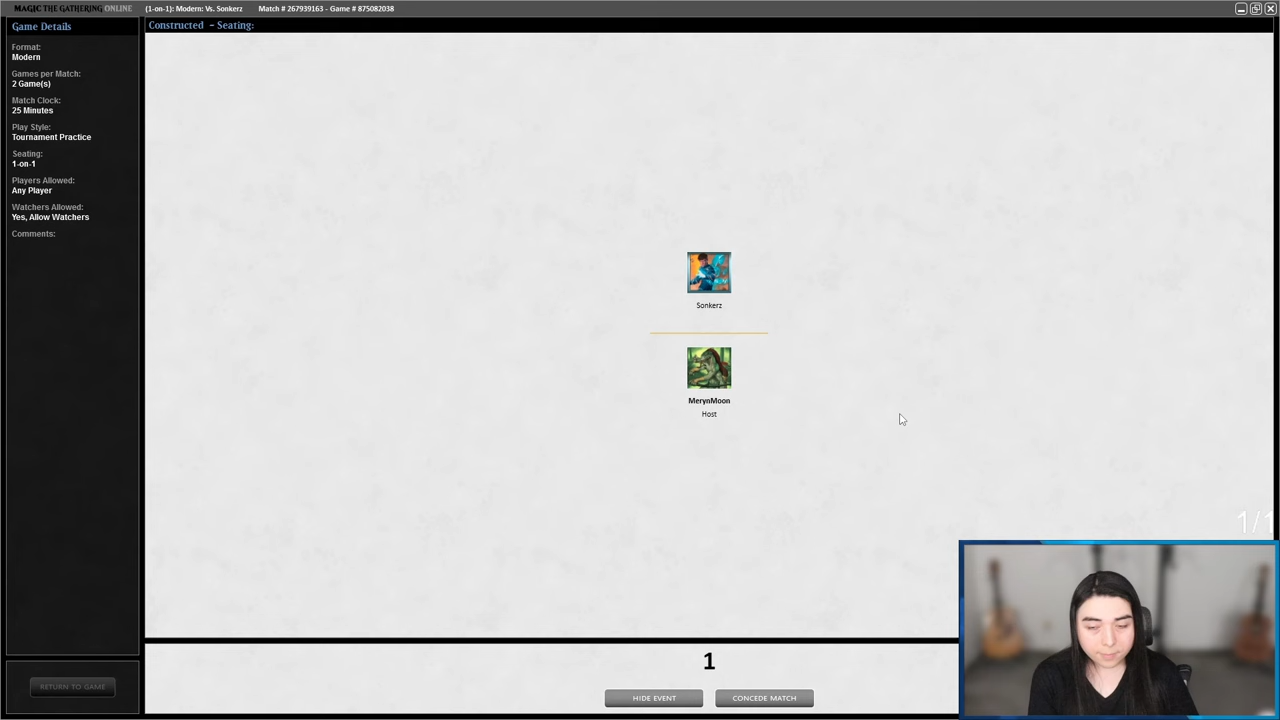 MAGIC THE GATHERING ONLINE (1-on-1): Modern: Vs. Sonkerz Match # 267939163 - Game # 875082038
Game Details
Constructed - Seating:
Format:
Modern
Games per Match:
2 Game(s)
Match Clock:
25 Minutes
Play Style:
Tournament Practice
Seating:
1-on-1
Players Allowed:
Any Player
Watchers Allowed:
Yes, Allow Watchers
Comments:
Sonkerz
MerynMoon
Host
1/1
1
RETURN TO GAME
HIDE EVENT
CONCEDE MATCH